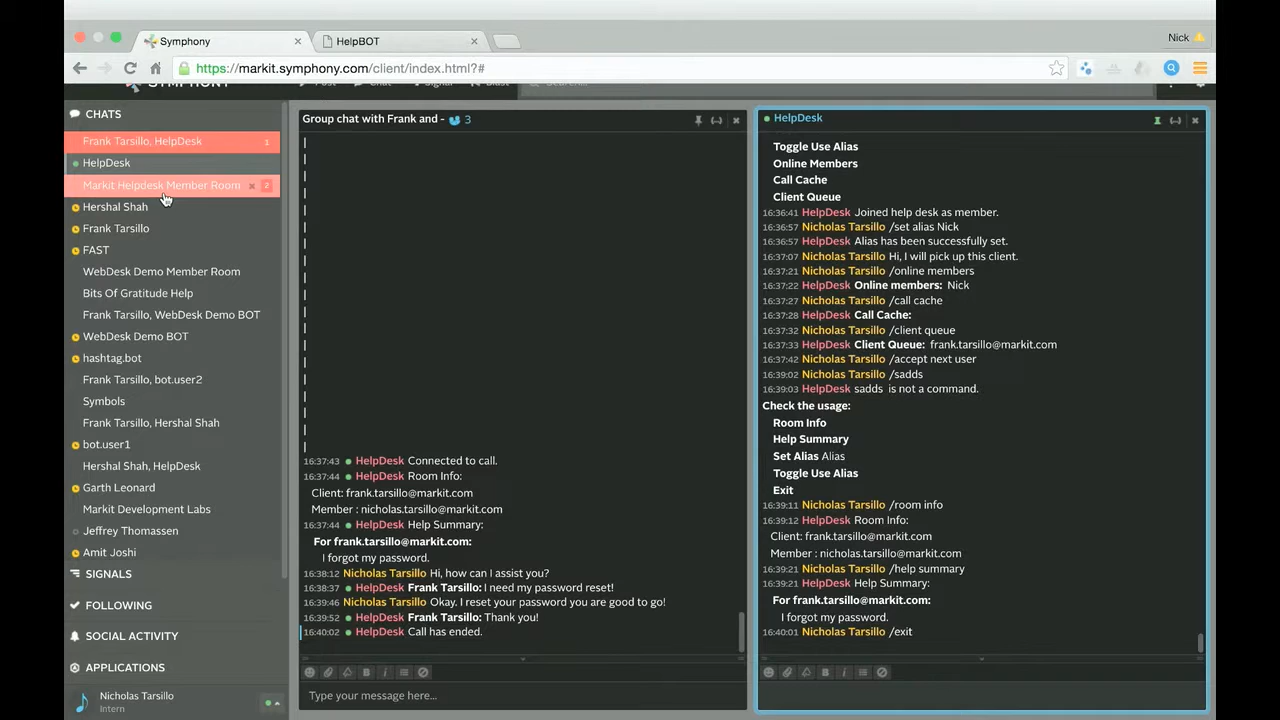 Symphony
HelpBOT
Nick
https://markit.symphony.com/client/index.html?#
SYMPHONY
Chat
Signal
Search...
CHATS
Frank Tarsillo, HelpDesk 1
HelpDesk
Markit Helpdesk Member Room 2
Hershal Shah
Frank Tarsillo
FAST
WebDesk Demo Member Room
Bits Of Gratitude Help
Frank Tarsillo, WebDesk Demo BOT
WebDesk Demo BOT
hashtag.bot
Frank Tarsillo, bot.user2
Symbols
Frank Tarsillo, Hershal Shah
bot.user1
Hershal Shah, HelpDesk
Garth Leonard
Markit Development Labs
Jeffrey Thomassen
Amit Joshi
SIGNALS
FOLLOWING
SOCIAL ACTIVITY
APPLICATIONS
Nicholas Tarsillo
Intern
Group chat with Frank and - 3
16:37:43 HelpDesk Connected to call.
16:37:44 HelpDesk Room Info:
Client: frank.tarsillo@markit.com
Member : nicholas.tarsillo@markit.com
16:37:44 HelpDesk Help Summary:
For frank.tarsillo@markit.com:
I forgot my password.
16:38:12 Nicholas Tarsillo Hi, how can I assist you?
16:38:37 HelpDesk Frank Tarsillo: I need my password reset!
16:39:46 Nicholas Tarsillo Okay. I reset your password you are good to go!
16:39:52 HelpDesk Frank Tarsillo: Thank you!
16:40:02 HelpDesk Call has ended.
Type your message here...
HelpDesk
Toggle Use Alias
Online Members
Call Cache
Client Queue
16:36:41 HelpDesk Joined help desk as member.
16:36:57 Nicholas Tarsillo /set alias Nick
16:36:57 HelpDesk Alias has been successfully set.
16:37:07 Nicholas Tarsillo Hi, I will pick up this client.
16:37:21 Nicholas Tarsillo /online members
16:37:22 HelpDesk Online members: Nick
16:37:27 Nicholas Tarsillo /call cache
16:37:28 HelpDesk Call Cache:
16:37:32 Nicholas Tarsillo /client queue
16:37:33 HelpDesk Client Queue: frank.tarsillo@markit.com
16:37:42 Nicholas Tarsillo /accept next user
16:39:02 Nicholas Tarsillo /sadds
16:39:03 HelpDesk sadds is not a command.
Check the usage:
Room Info
Help Summary
Set Alias Alias
Toggle Use Alias
Exit
16:39:11 Nicholas Tarsillo /room info
16:39:12 HelpDesk Room Info:
Client: frank.tarsillo@markit.com
Member : nicholas.tarsillo@markit.com
16:39:21 Nicholas Tarsillo /help summary
16:39:21 HelpDesk Help Summary:
For frank.tarsillo@markit.com:
I forgot my password.
16:40:01 Nicholas Tarsillo /exit